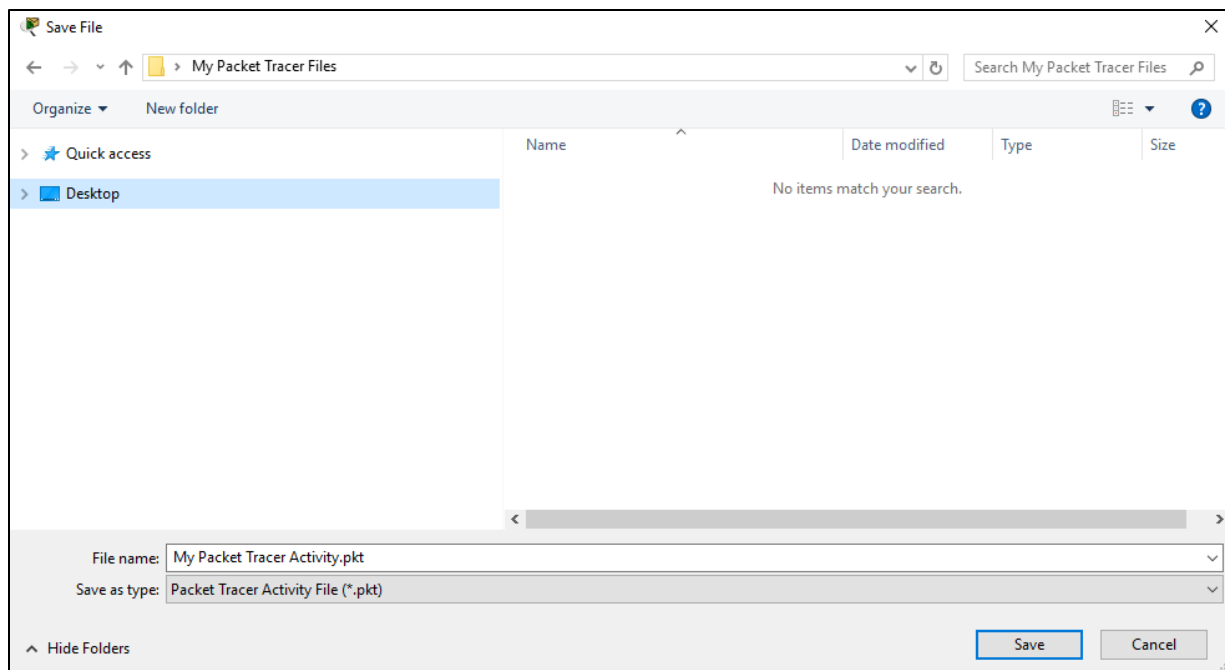 Save File
My Packet Tracer Files
Search My Packet Tracer Files
Organize
New folder
Quick access
Desktop
Name
Date modified
Type
Size
No items match your search.
File name: My Packet Tracer Activity.pkt
Save as type: Packet Tracer Activity File (*.pkt)
Hide Folders
Save
Cancel